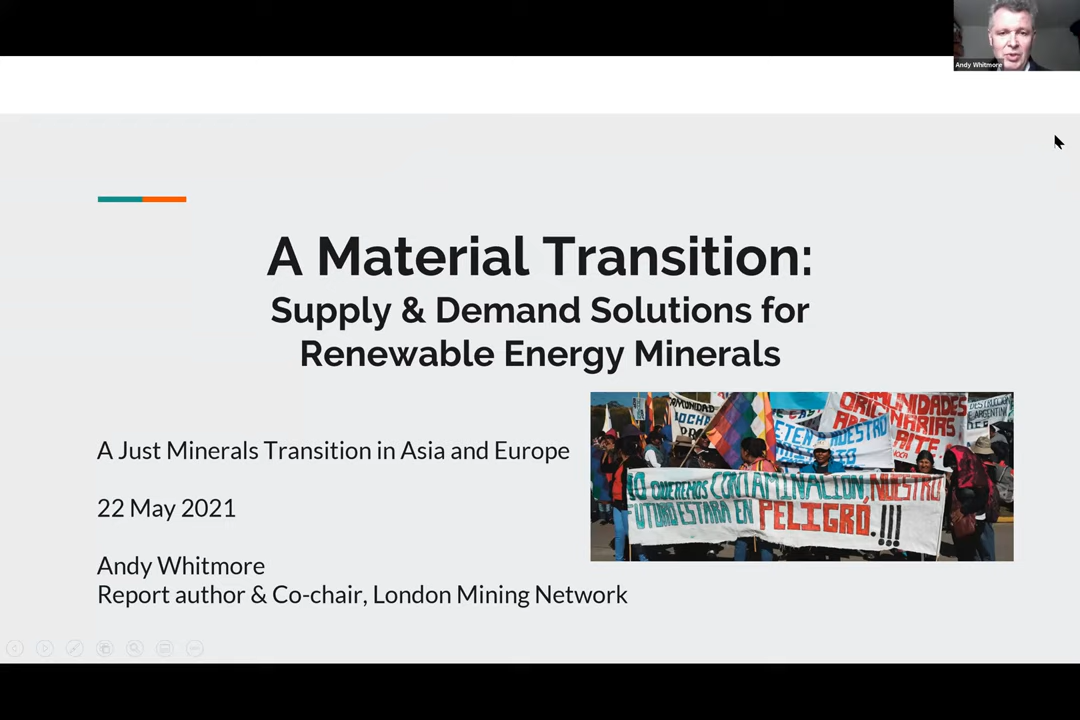 Andy Whitmore
A Material Transition:
Supply & Demand Solutions for
Renewable Energy Minerals
A Just Minerals Transition in Asia and Europe
22 May 2021
Andy Whitmore
Report author & Co-chair, London Mining Network
NO QUEREMOS CONTAMINACION, NUESTRO
FUTURO ESTARA EN PELIGRO.!!!